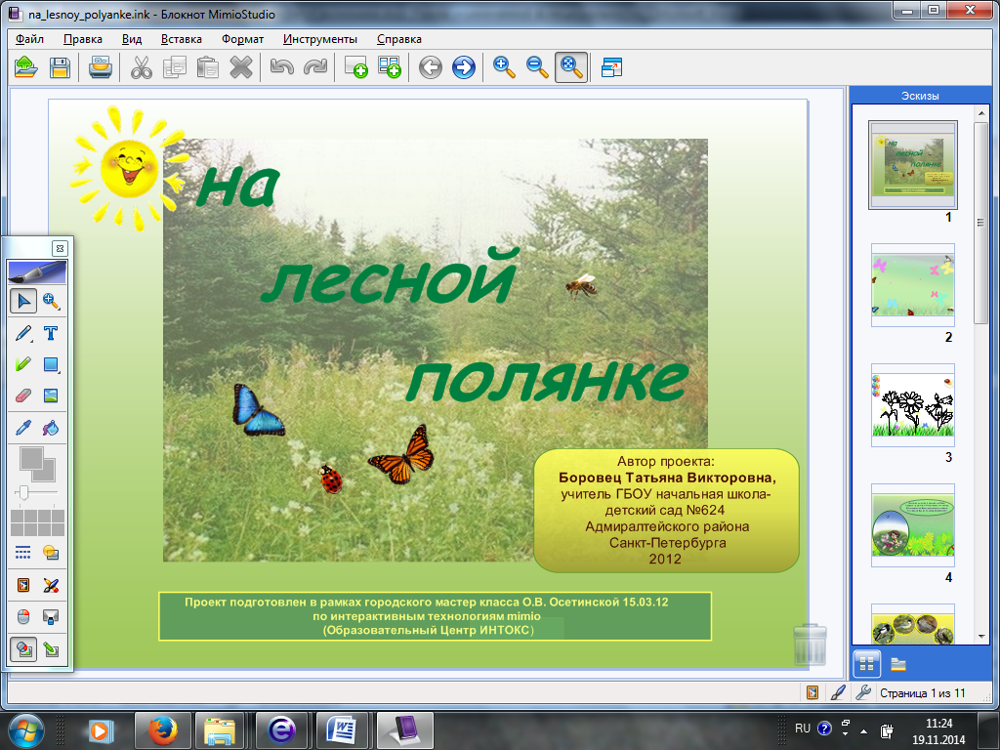 na_lesnoy_polyanke.ink - Блокнот MimioStudio
Файл Правка Вид Вставка Формат Инструменты Справка
Эскизы
на
лесной
полянке
Автор проекта:
Боровец Татьяна Викторовна,
учитель ГБОУ начальная школа-
детский сад №624
Адмиралтейского района
Санкт-Петербурга
2012
Проект подготовлен в рамках городского мастер класса О.В. Осетинской 15.03.12
по интерактивным технологиям mimio
(Образовательный Центр ИНТОКС)
на
лесной
полянке
1
2
3
4
T
Страница 1 из 11
RU
11:24
19.11.2014